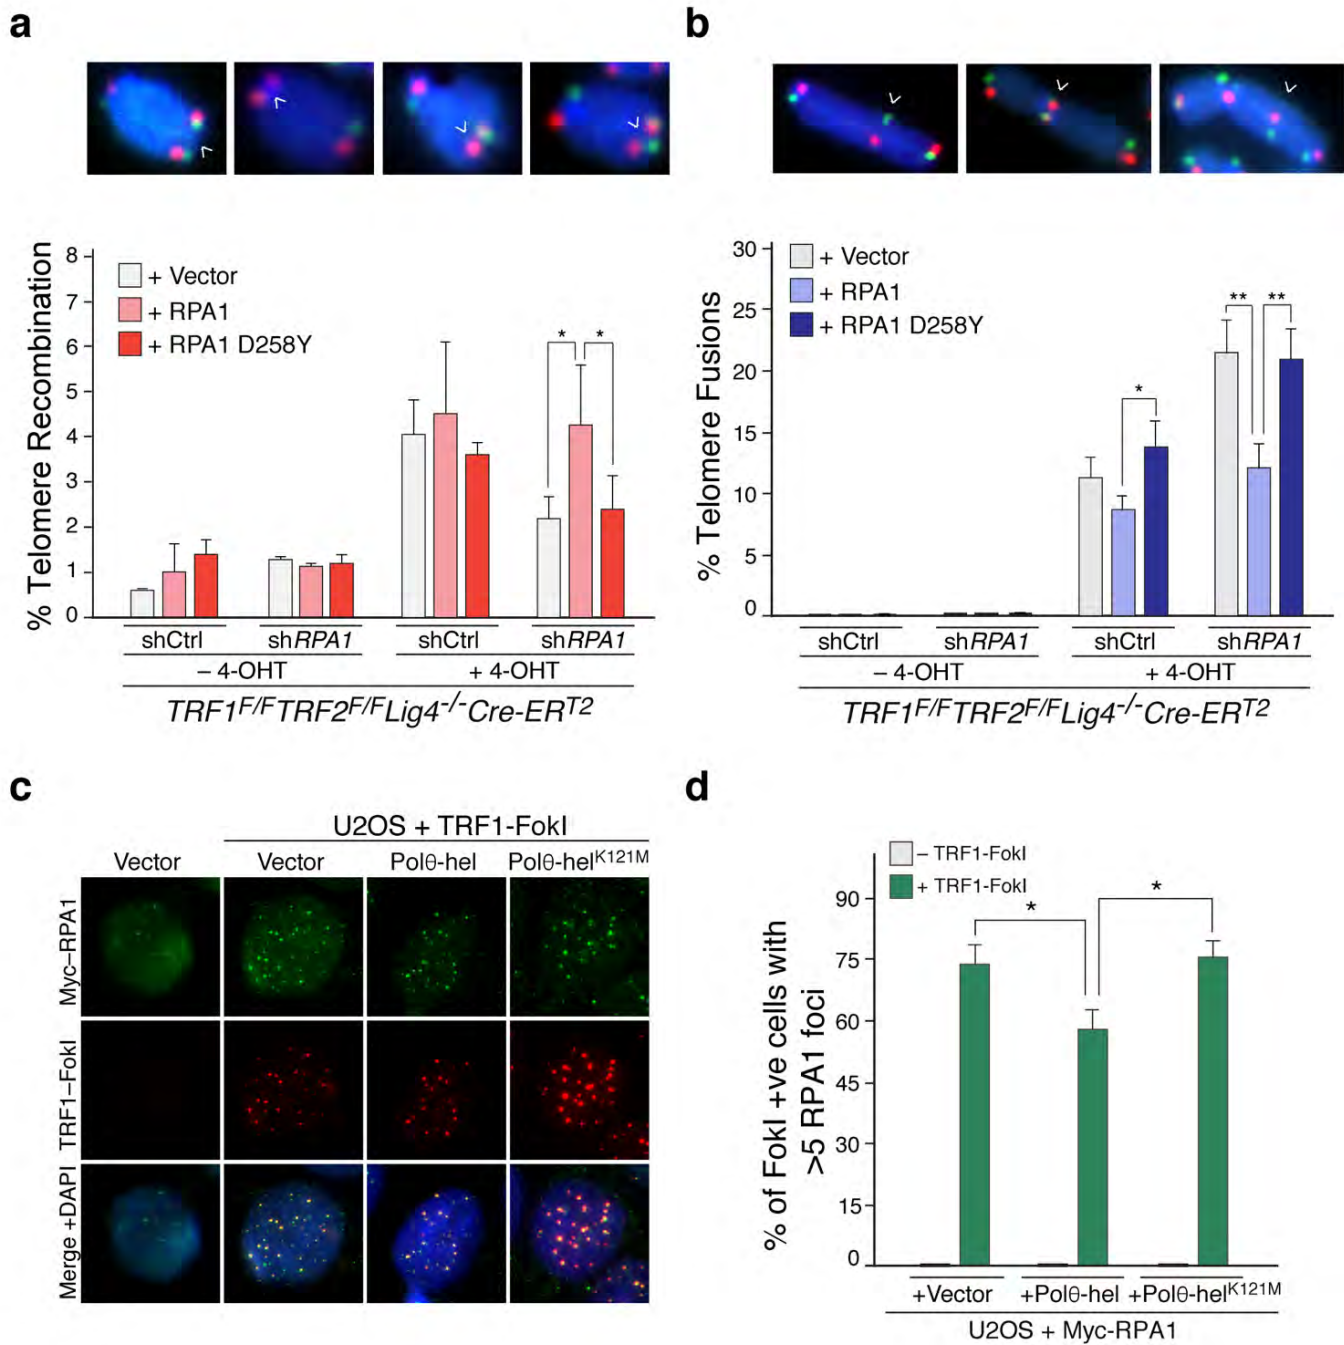 a
% Telomere Recombination
8
7
6
5
4
3
2
1
0
+ Vector
+ RPA1
+ RPA1 D258Y
*
*
shCtrl
shRPA1
shCtrl
shRPA1
– 4-OHT
+ 4-OHT
TRF1F/FTRF2F/FLig4-/-Cre-ERT2
b
% Telomere Fusions
30
25
20
15
10
5
0
+ Vector
+ RPA1
+ RPA1 D258Y
*
**
**
shCtrl
shRPA1
shCtrl
shRPA1
– 4-OHT
+ 4-OHT
TRF1F/FTRF2F/FLig4-/-Cre-ERT2
c
U2OS + TRF1-FokI
Vector
Vector
Polθ-hel
Polθ-helK121M
Myc–RPA1
TRF1–FokI
Merge +DAPI
d
% of FokI +ve cells with
>5 RPA1 foci
– TRF1-FokI
+ TRF1-FokI
90
75
60
45
30
15
0
*
*
+Vector
+Polθ-hel
+Polθ-helK121M
U2OS + Myc-RPA1